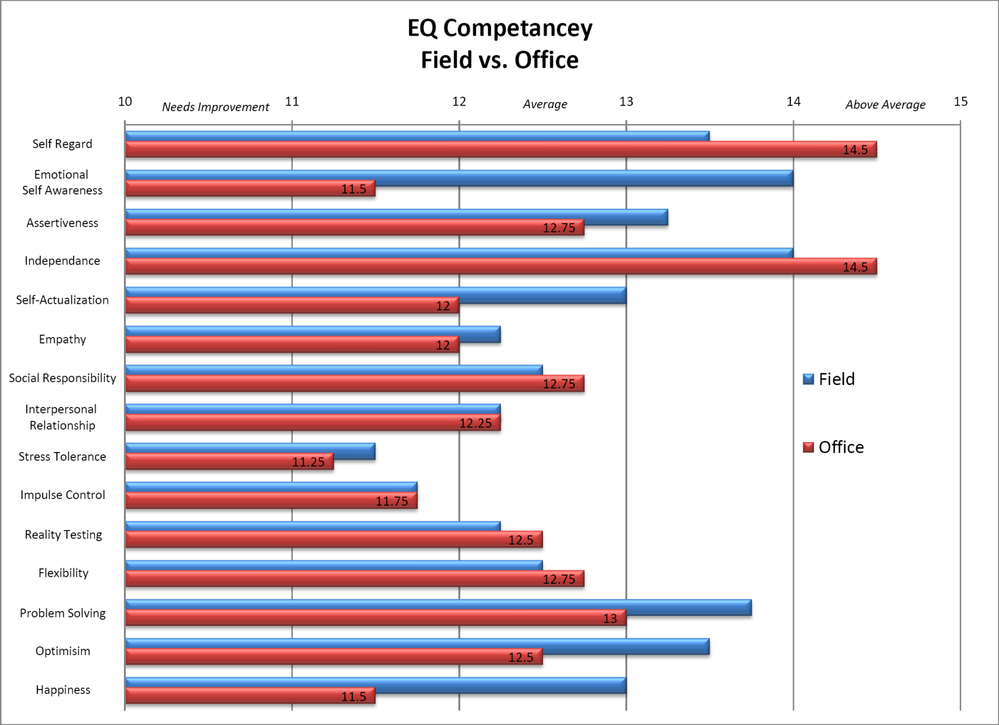 EQ Competancey
Field vs. Office
10 Needs Improvement 11 12 Average 13 14 Above Average 15
Self Regard
14.5
Emotional
Self Awareness
11.5
Assertiveness
12.75
Independance
14.5
Self-Actualization
12
Empathy
12
Social Responsibility
12.75
Interpersonal
Relationship
12.25
Stress Tolerance
11.25
Impulse Control
11.75
Reality Testing
12.5
Flexibility
12.75
Problem Solving
13
Optimisim
12.5
Happiness
11.5
Field
Office